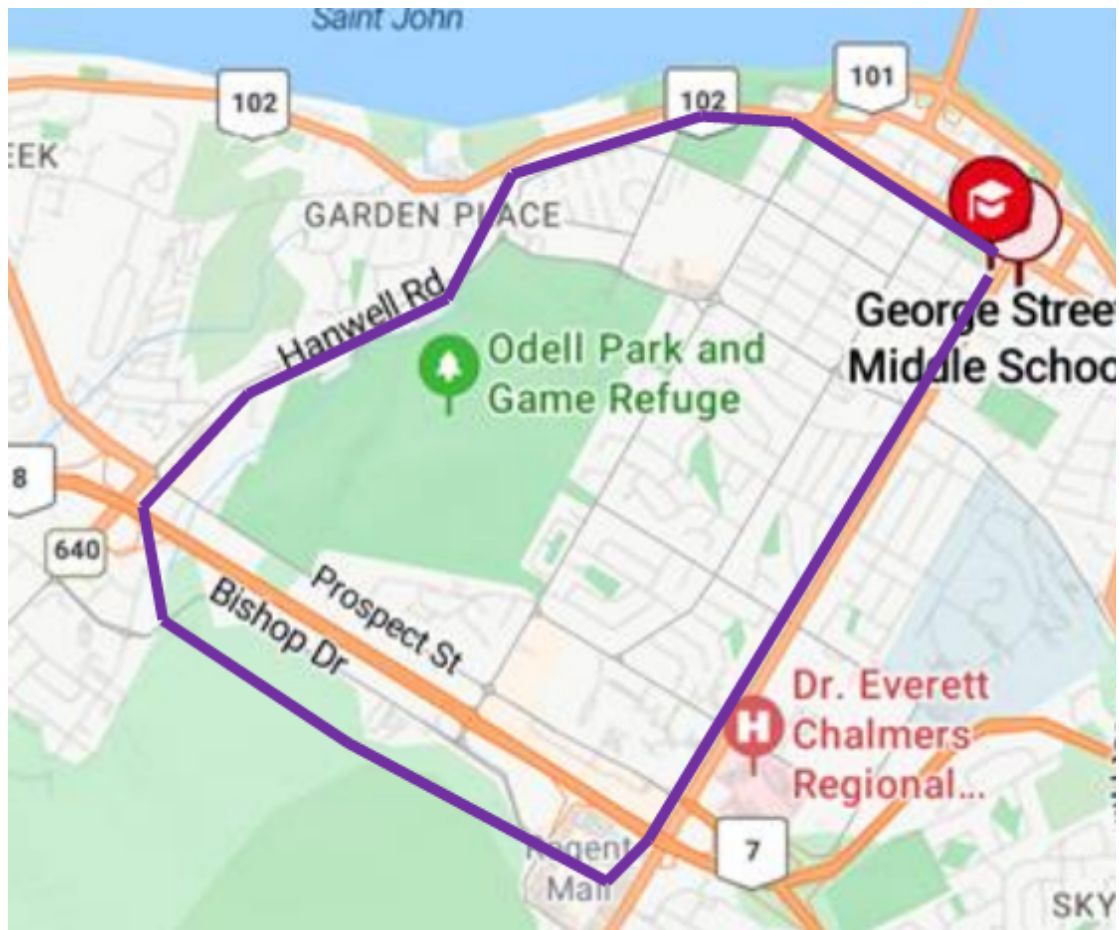 Saint John
102
102
101
EEK
GARDEN PLACE
Hanwell Rd
Odell Park and
Game Refuge
George Stree
Middle Schoo
8
640
Prospect St
Bishop Dr
H
Dr. Everett
Chalmers
Regional...
7
Regent
Mall
SKY